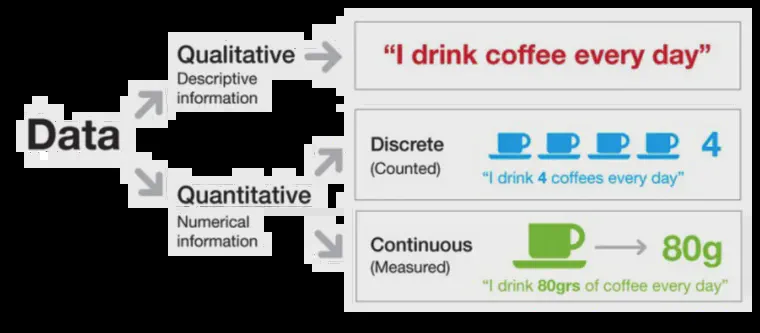 Data
Qualitative
Descriptive
information
“I drink coffee every day”
Quantitative
Numerical
information
Discrete
(Counted)
4
“I drink 4 coffees every day”
Continuous
(Measured)
80g
“I drink 80grs of coffee every day”